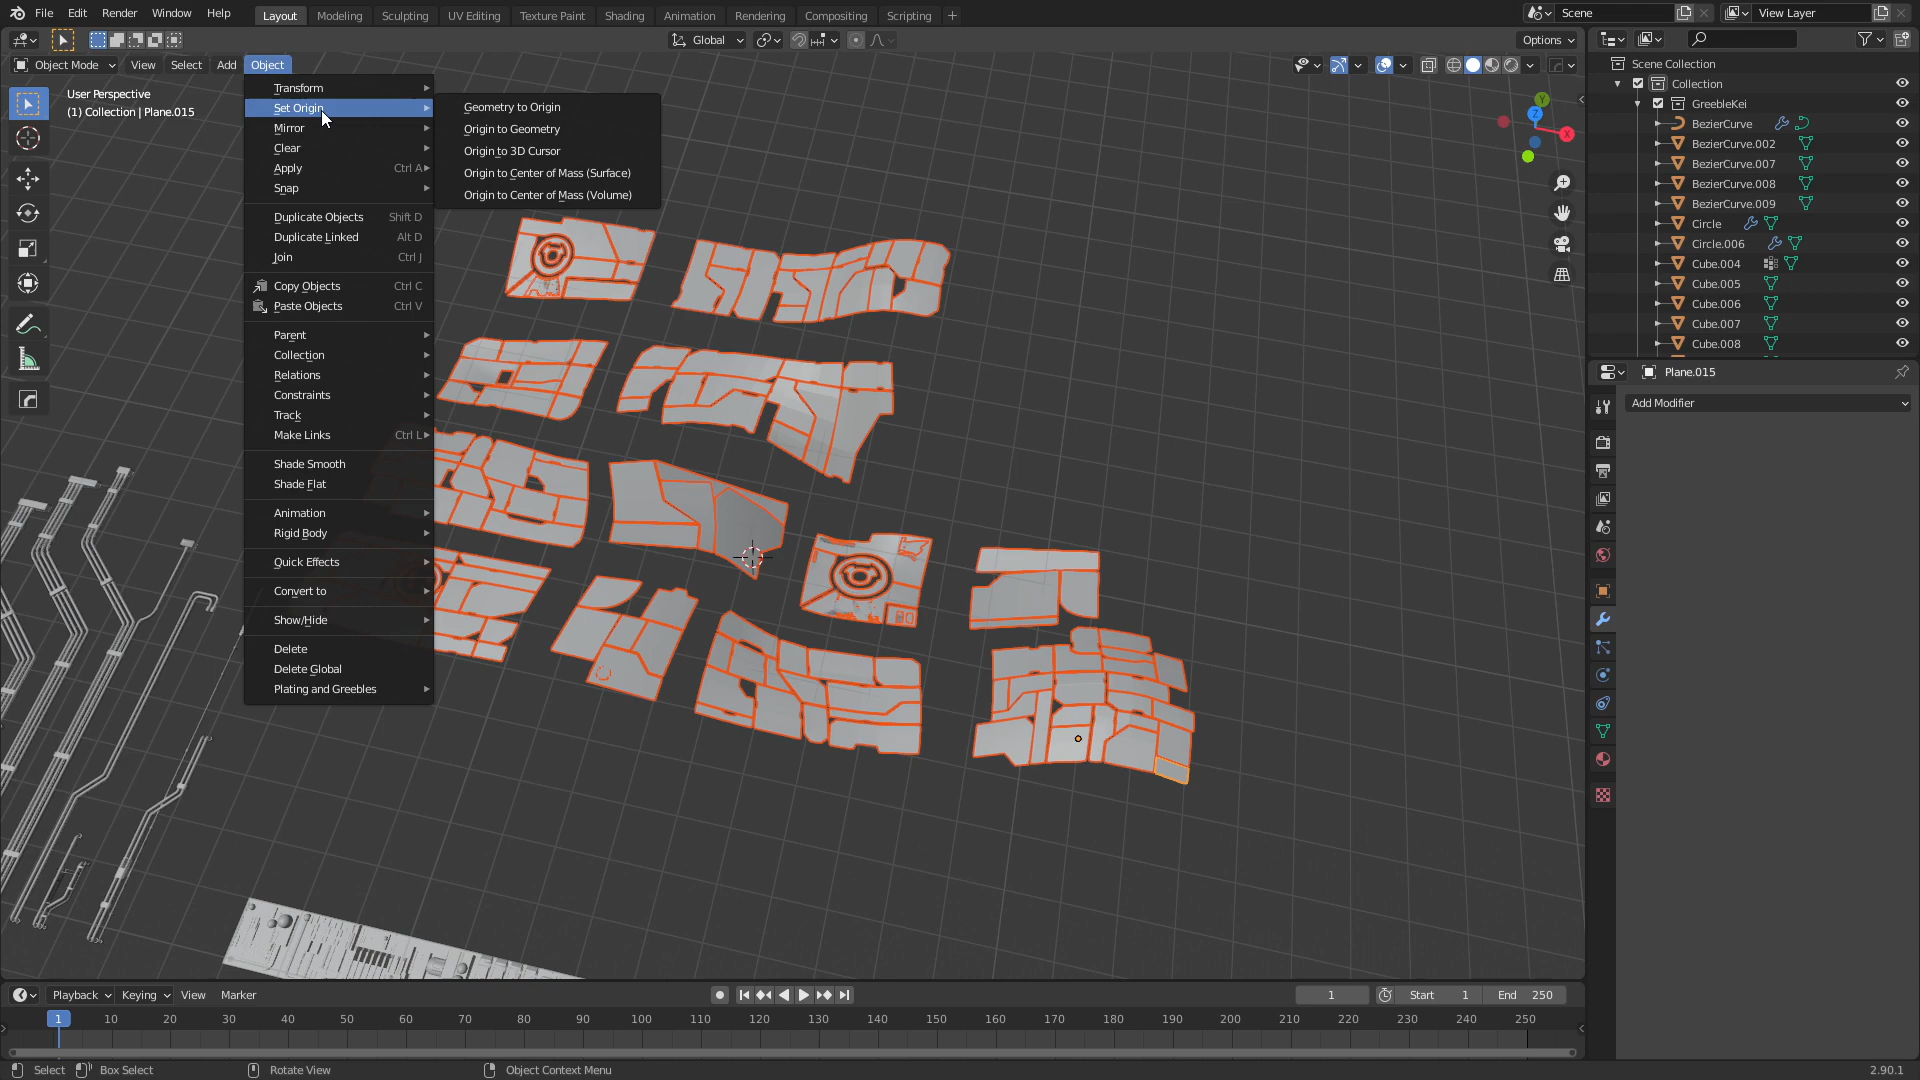 File Edit Render Window Help Layout Modeling Sculpting UV Editing Texture Paint Shading Animation Rendering Compositing Scripting + Scene View Layer
Global Options
Object Mode View Select Add Object
User Perspective
(1) Collection | Plane.015
Transform
Set Origin
Mirror
Clear
Apply Ctrl A
Snap
Duplicate Objects Shift D
Duplicate Linked Alt D
Join Ctrl J
Copy Objects Ctrl C
Paste Objects Ctrl V
Parent
Collection
Relations
Constraints
Track
Make Links Ctrl L
Shade Smooth
Shade Flat
Animation
Rigid Body
Quick Effects
Convert to
Show/Hide
Delete
Delete Global
Plating and Greebles
Geometry to Origin
Origin to Geometry
Origin to 3D Cursor
Origin to Center of Mass (Surface)
Origin to Center of Mass (Volume)
Y
Z
X
Scene Collection
Collection
GreebleKei
BezierCurve
BezierCurve.002
BezierCurve.007
BezierCurve.008
BezierCurve.009
Circle
Circle.006
Cube.004
Cube.005
Cube.006
Cube.007
Cube.008
Plane.015
Add Modifier
Playback Keying View Marker 1 Start 1 End 250
1 10 20 30 40 50 60 70 80 90 100 110 120 130 140 150 160 170 180 190 200 210 220 230 240 250
Select Box Select Rotate View Object Context Menu 2.90.1